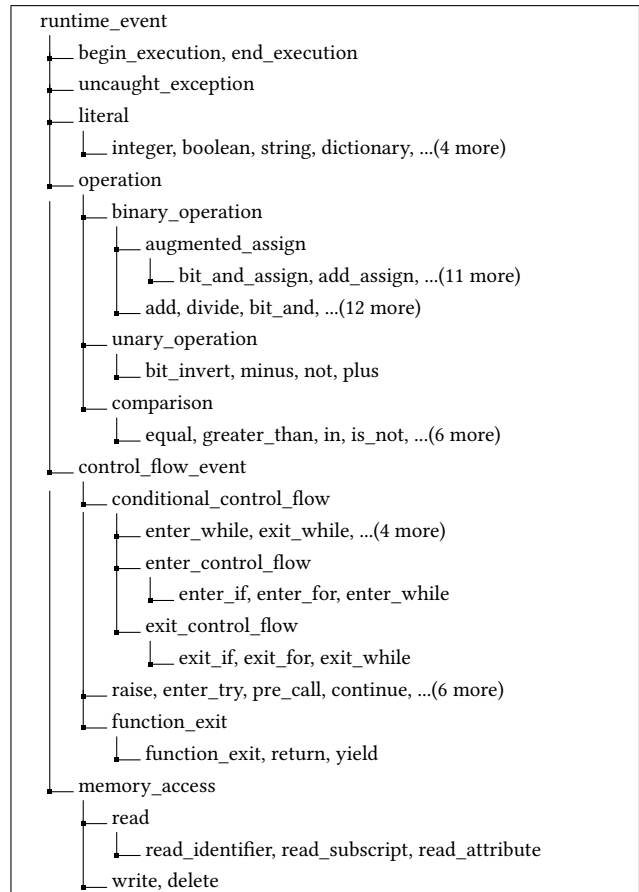 runtime_event
begin_execution, end_execution
uncaught_exception
literal
integer, boolean, string, dictionary, ...(4 more)
operation
binary_operation
augmented_assign
bit_and_assign, add_assign, ...(11 more)
add, divide, bit_and, ...(12 more)
unary_operation
bit_invert, minus, not, plus
comparison
equal, greater_than, in, is_not, ...(6 more)
control_flow_event
conditional_control_flow
enter_while, exit_while, ...(4 more)
enter_control_flow
enter_if, enter_for, enter_while
exit_control_flow
exit_if, exit_for, exit_while
raise, enter_try, pre_call, continue, ...(6 more)
function_exit
function_exit, return, yield
memory_access
read
read_identifier, read_subscript, read_attribute
write, delete